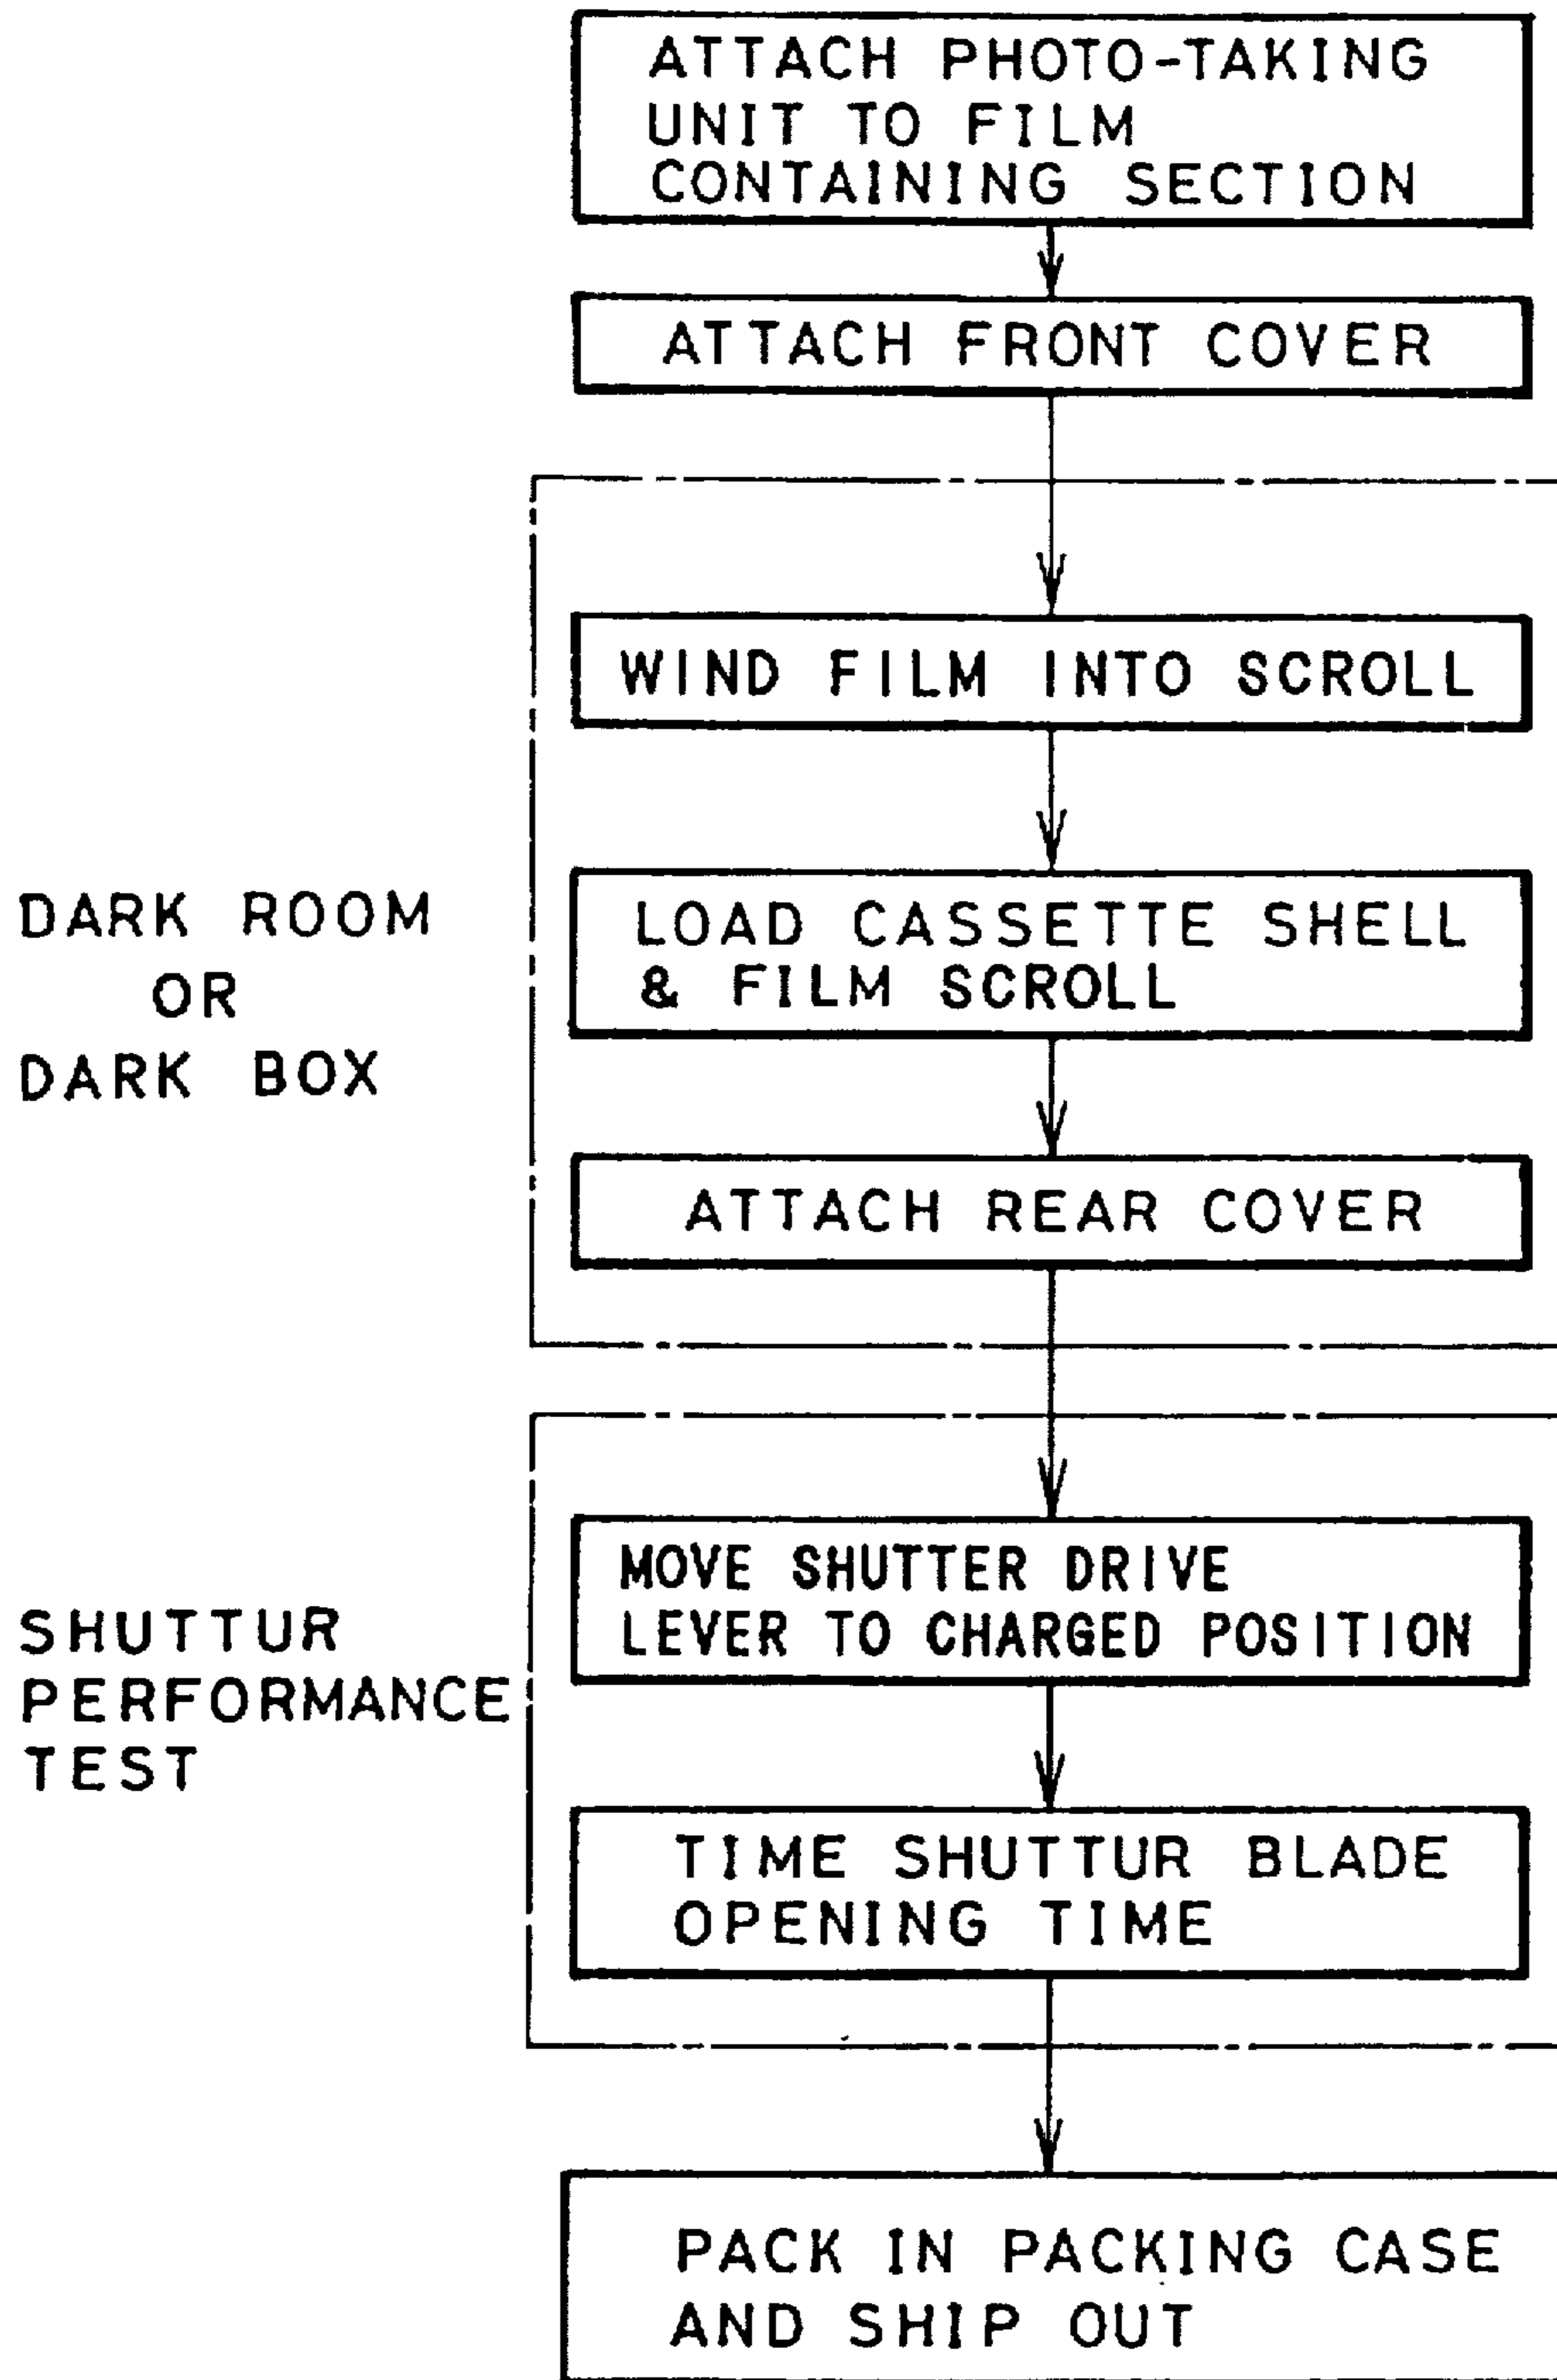 ATTACH PHOTO-TAKING
UNIT TO FILM
CONTAINING SECTION
ATTACH FRONT COVER
WIND FILM INTO SCROLL
DARK ROOM
OR
DARK BOX
LOAD CASSETTE SHELL
& FILM SCROLL
ATTACH REAR COVER
SHUTTUR
PERFORMANCE
TEST
MOVE SHUTTER DRIVE
LEVER TO CHARGED POSITION
TIME SHUTTUR BLADE
OPENING TIME
PACK IN PACKING CASE
AND SHIP OUT